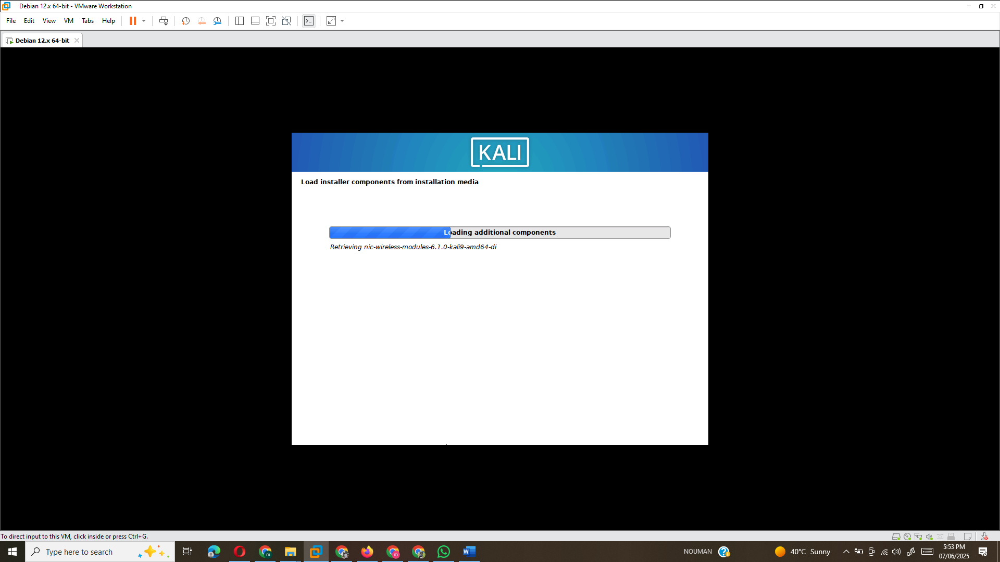 Debian 12.x 64-bit - VMware Workstation
File Edit View VM Tabs Help
Debian 12.x 64-bit
KALI
Load installer components from installation media
Loading additional components
Retrieving nic-wireless-modules-6.1.0-kali9-amd64-di
To direct input to this VM, click inside or press Ctrl+G.
Type here to search
m
m
W
NOUMAN
40°C Sunny
5:53 PM
07/06/2025